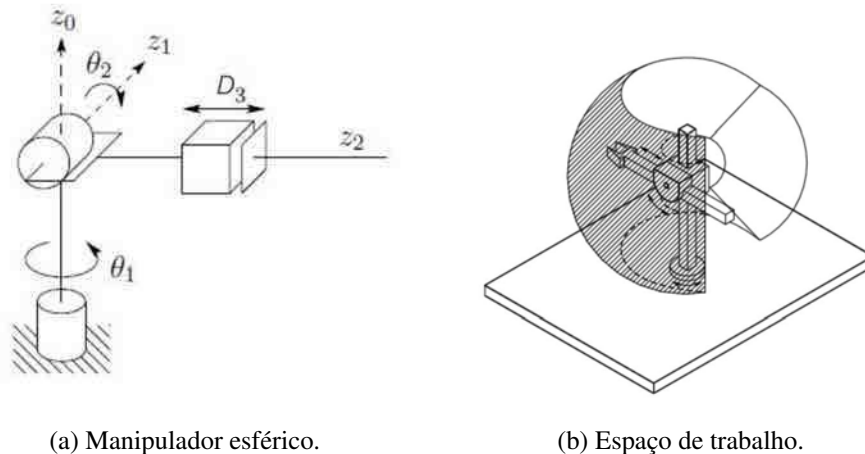 z₀
z₁
θ₂
D₃
z₂
θ₁
(a) Manipulador esférico.
(b) Espaço de trabalho.